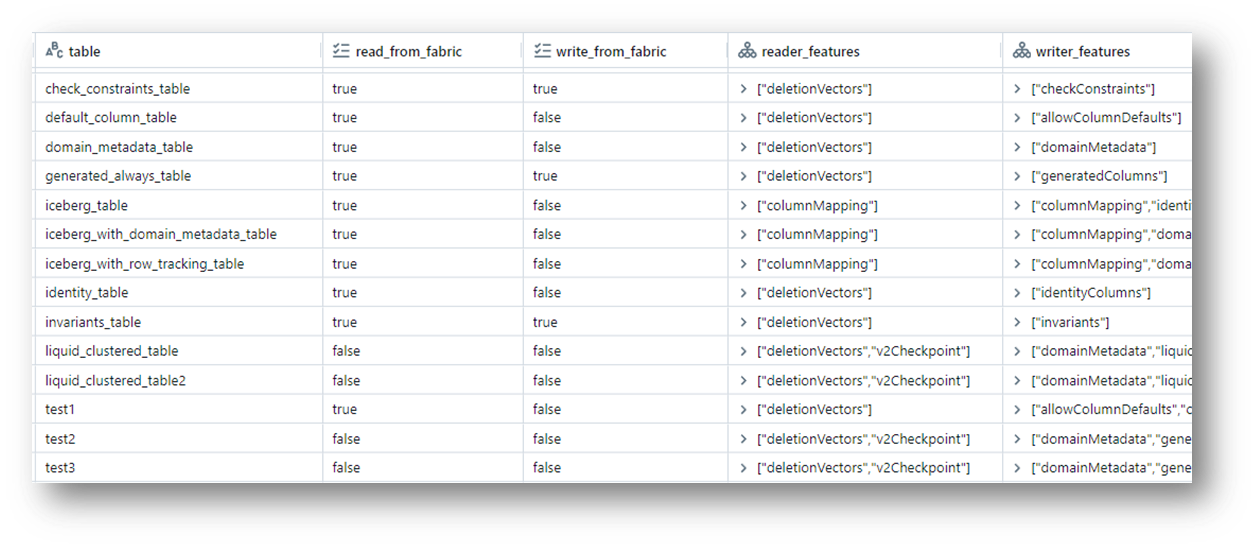 table read_from_fabric write_from_fabric reader_features writer_features
check_constraints_table true true ["deletionVectors"] ["checkConstraints"]
default_column_table true false ["deletionVectors"] ["allowColumnDefaults"]
domain_metadata_table true false ["deletionVectors"] ["domainMetadata"]
generated_always_table true true ["deletionVectors"] ["generatedColumns"]
iceberg_table true false ["columnMapping"] ["columnMapping","identi
iceberg_with_domain_metadata_table true false ["columnMapping"] ["columnMapping","doma
iceberg_with_row_tracking_table true false ["columnMapping"] ["columnMapping","doma
identity_table true false ["deletionVectors"] ["identityColumns"]
invariants_table true true ["deletionVectors"] ["invariants"]
liquid_clustered_table false false ["deletionVectors","v2Checkpoint"] ["domainMetadata","liquic
liquid_clustered_table2 false false ["deletionVectors","v2Checkpoint"] ["domainMetadata","liquic
test1 true false ["deletionVectors"] ["allowColumnDefaults","c
test2 false false ["deletionVectors","v2Checkpoint"] ["domainMetadata","gene
test3 false false ["deletionVectors","v2Checkpoint"] ["domainMetadata","gene